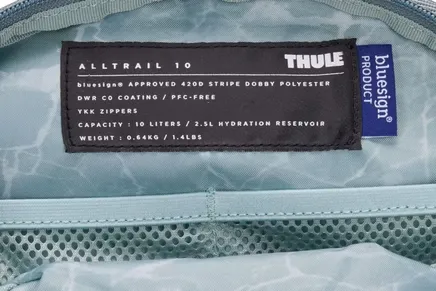 ALLTRAIL 10 THULE
bluesign® APPROVED 420D STRIPE DOBBY POLYESTER
DWR C0 COATING / PFC-FREE
YKK ZIPPERS
CAPACITY : 10 LITERS / 2.5L HYDRATION RESERVOIR
WEIGHT : 0.64KG / 1.4LBS
bluesign®
PRODUCT